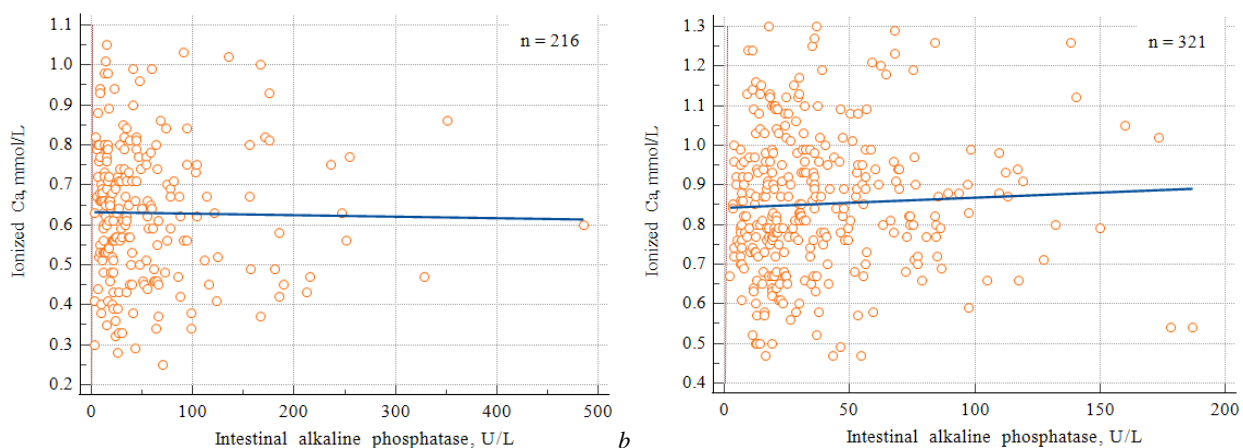 n = 216
Ionized Ca, mmol/L
1.1
1.0
0.9
0.8
0.7
0.6
0.5
0.4
0.3
0.2
0 100 200 300 400 500
Intestinal alkaline phosphatase, U/L
b
n = 321
Ionized Ca, mmol/L
1.3
1.2
1.1
1.0
0.9
0.8
0.7
0.6
0.5
0.4
0 50 100 150 200
Intestinal alkaline phosphatase, U/L